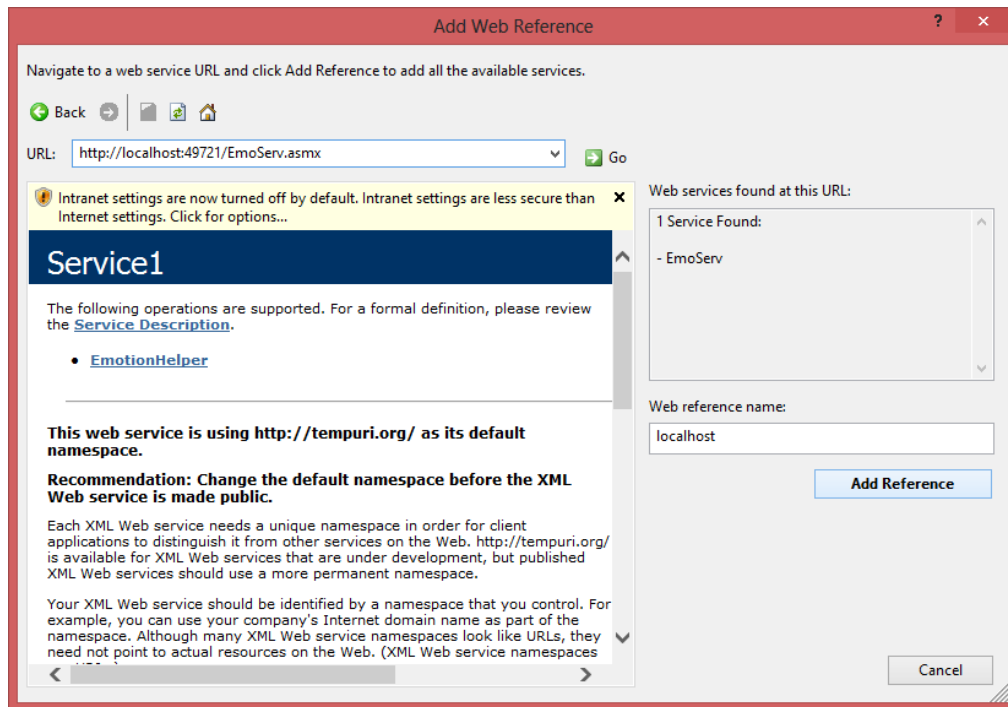 Add Web Reference
?
Navigate to a web service URL and click Add Reference to add all the available services.
Back
URL:
http://localhost:49721/EmoServ.asmx
Go
Intranet settings are now turned off by default. Intranet settings are less secure than
Internet settings. Click for options...
Service1
The following operations are supported. For a formal definition, please review
the Service Description.
• EmotionHelper
This web service is using http://tempuri.org/ as its default
namespace.
Recommendation: Change the default namespace before the XML
Web service is made public.
Each XML Web service needs a unique namespace in order for client
applications to distinguish it from other services on the Web. http://tempuri.org/
is available for XML Web services that are under development, but published
XML Web services should use a more permanent namespace.
Your XML Web service should be identified by a namespace that you control. For
example, you can use your company's Internet domain name as part of the
namespace. Although many XML Web service namespaces look like URLs, they
need not point to actual resources on the Web. (XML Web service namespaces
Web services found at this URL:
1 Service Found:
- EmoServ
Web reference name:
localhost
Add Reference
Cancel